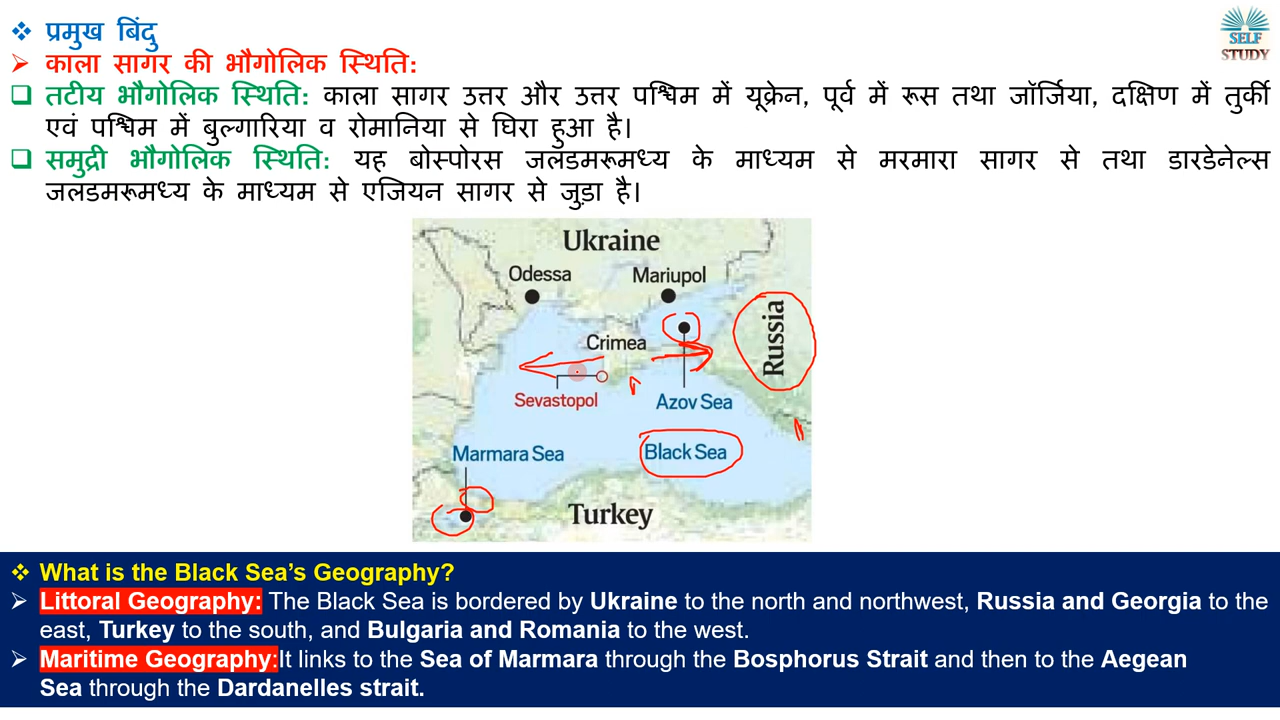 ❖ प्रमुख बिंदु
SELF
STUDY
➢ काला सागर की भौगोलिक स्थिति:
❑ तटीय भौगोलिक स्थिति: काला सागर उत्तर और उत्तर पश्चिम में यूक्रेन, पूर्व में रूस तथा जॉर्जिया, दक्षिण में तुर्की
एवं पश्चिम में बुल्गारिया व रोमानिया से घिरा हुआ है।
❑ समुद्री भौगोलिक स्थिति: यह बोस्पोरस जलडमरूमध्य के माध्यम से मरमारा सागर से तथा डारडेनेल्स
जलडमरूमध्य के माध्यम से एजियन सागर से जुड़ा है।
Ukraine
Odessa
Mariupol
Crimea
Russia
Sevastopol
Azov Sea
Marmara Sea
Black Sea
Turkey
❖ What is the Black Sea’s Geography?
➢ Littoral Geography: The Black Sea is bordered by Ukraine to the north and northwest, Russia and Georgia to the
east, Turkey to the south, and Bulgaria and Romania to the west.
➢ Maritime Geography:It links to the Sea of Marmara through the Bosphorus Strait and then to the Aegean
Sea through the Dardanelles strait.